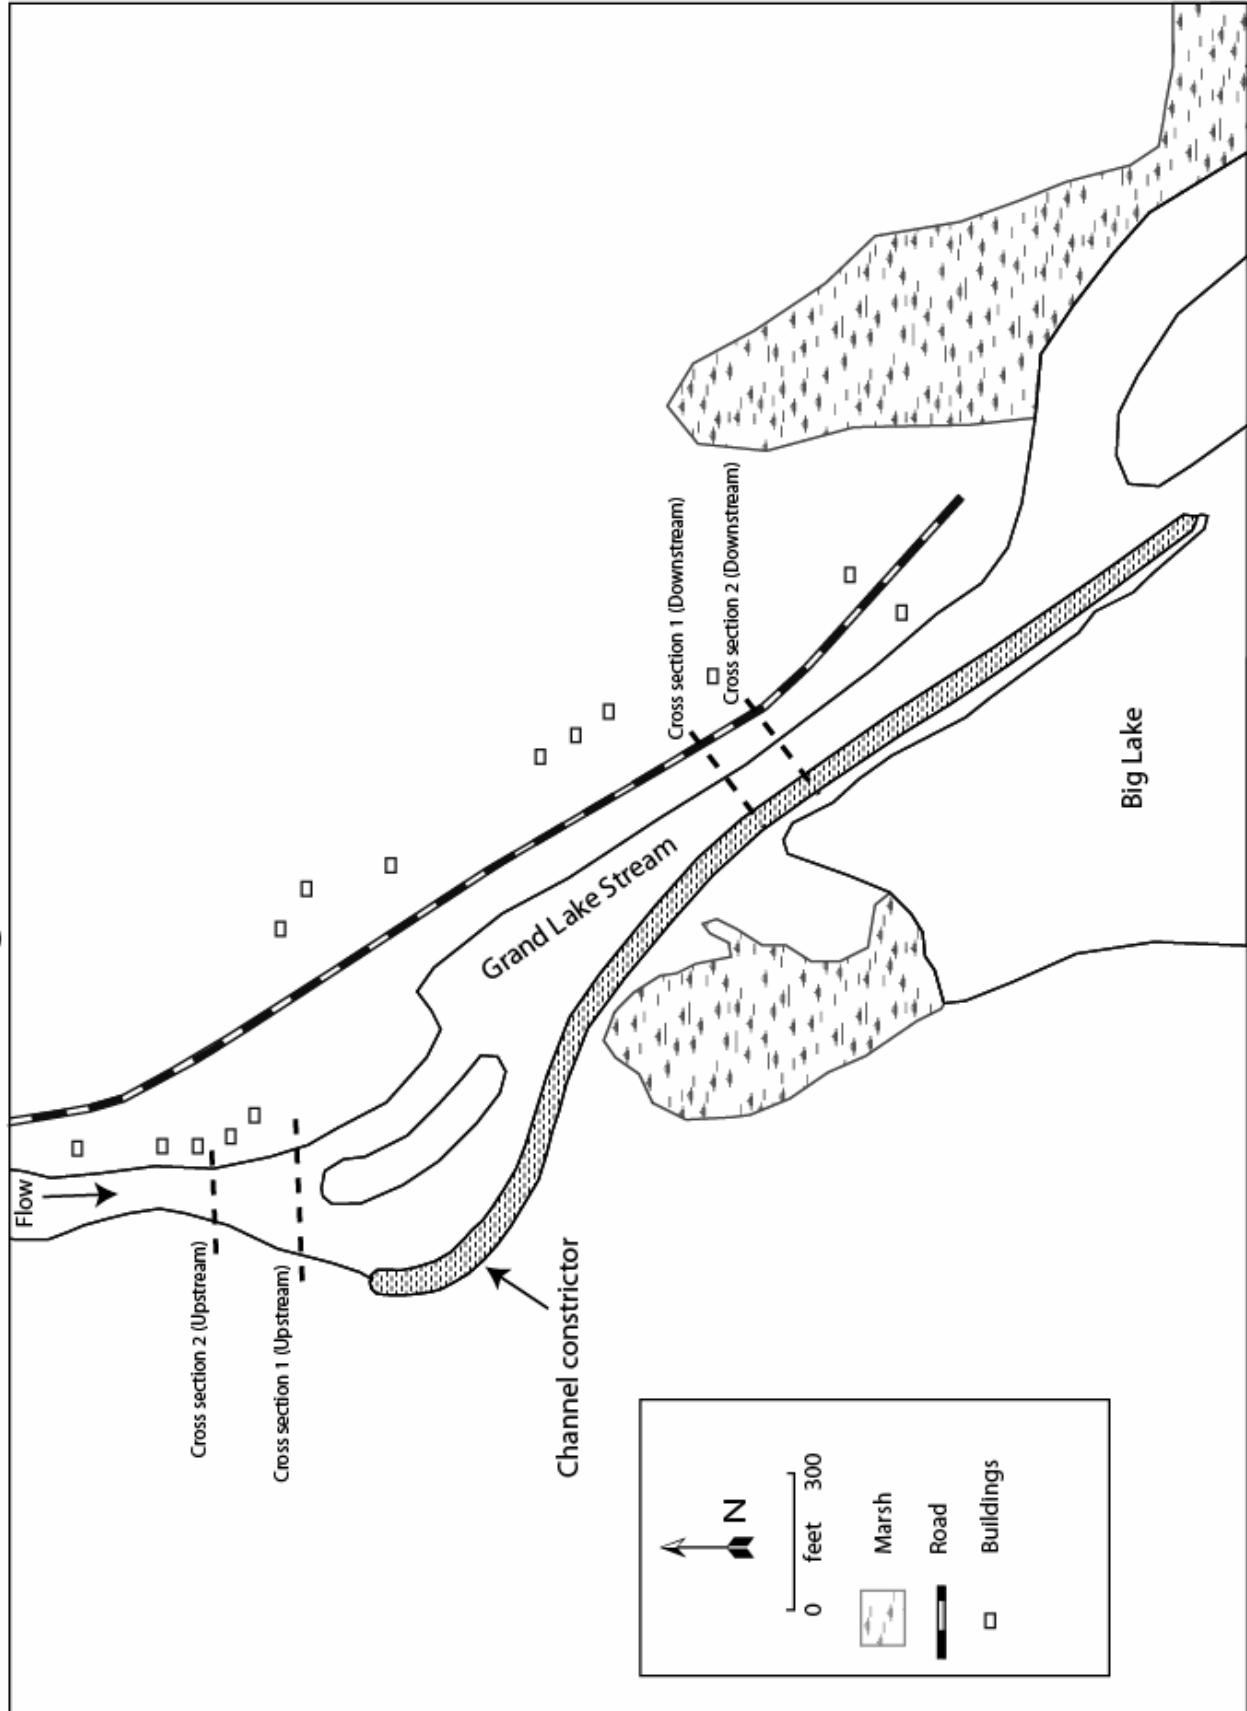 Flow
Cross section 2 (Upstream)
Cross section 1 (Upstream)
Channel constrictor
Grand Lake Stream
Cross section 1 (Downstream)
Cross section 2 (Downstream)
Big Lake
N
0 feet 300
Marsh
Road
Buildings